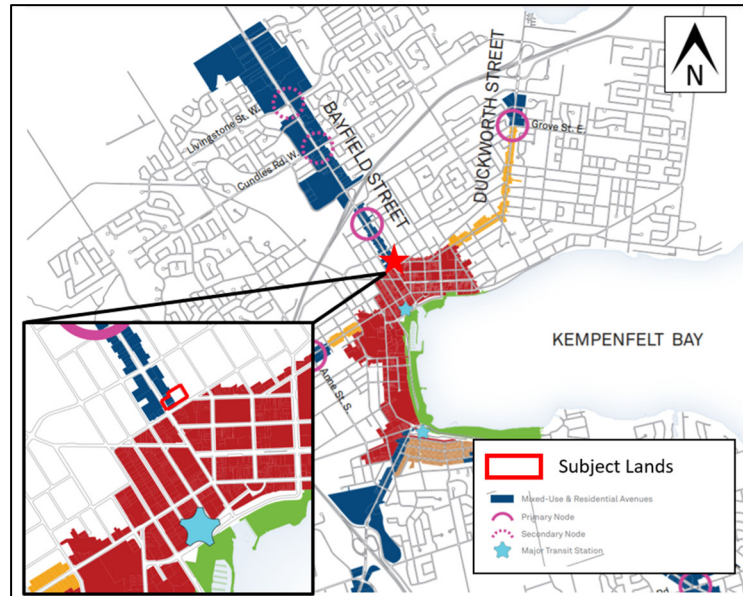 N
Livingstone St. W.
Cundles Rd. W.
BAYFIELD STREET
DUCKWORTH STREET
Grove St. E.
KEMPENFELT BAY
Anne St. S.
Subject Lands
Mixed-Use & Residential Avenues
Primary Node
Secondary Node
Major Transit Station
Rd.